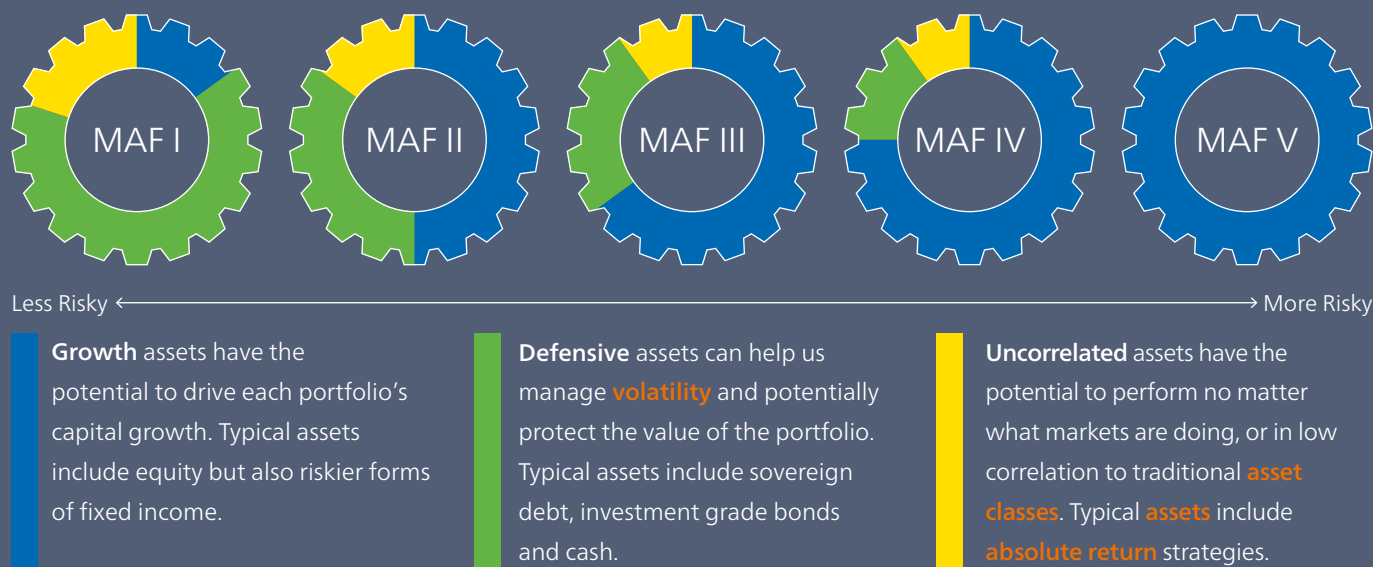 MAF I
MAF II
MAF III
MAF IV
MAF V
Less Risky
More Risky
Growth assets have the
potential to drive each portfolio’s
capital growth. Typical assets
include equity but also riskier forms
of fixed income.
Defensive assets can help us
manage volatility and potentially
protect the value of the portfolio.
Typical assets include sovereign
debt, investment grade bonds
and cash.
Uncorrelated assets have the
potential to perform no matter
what markets are doing, or in low
correlation to traditional asset
classes. Typical assets include
absolute return strategies.